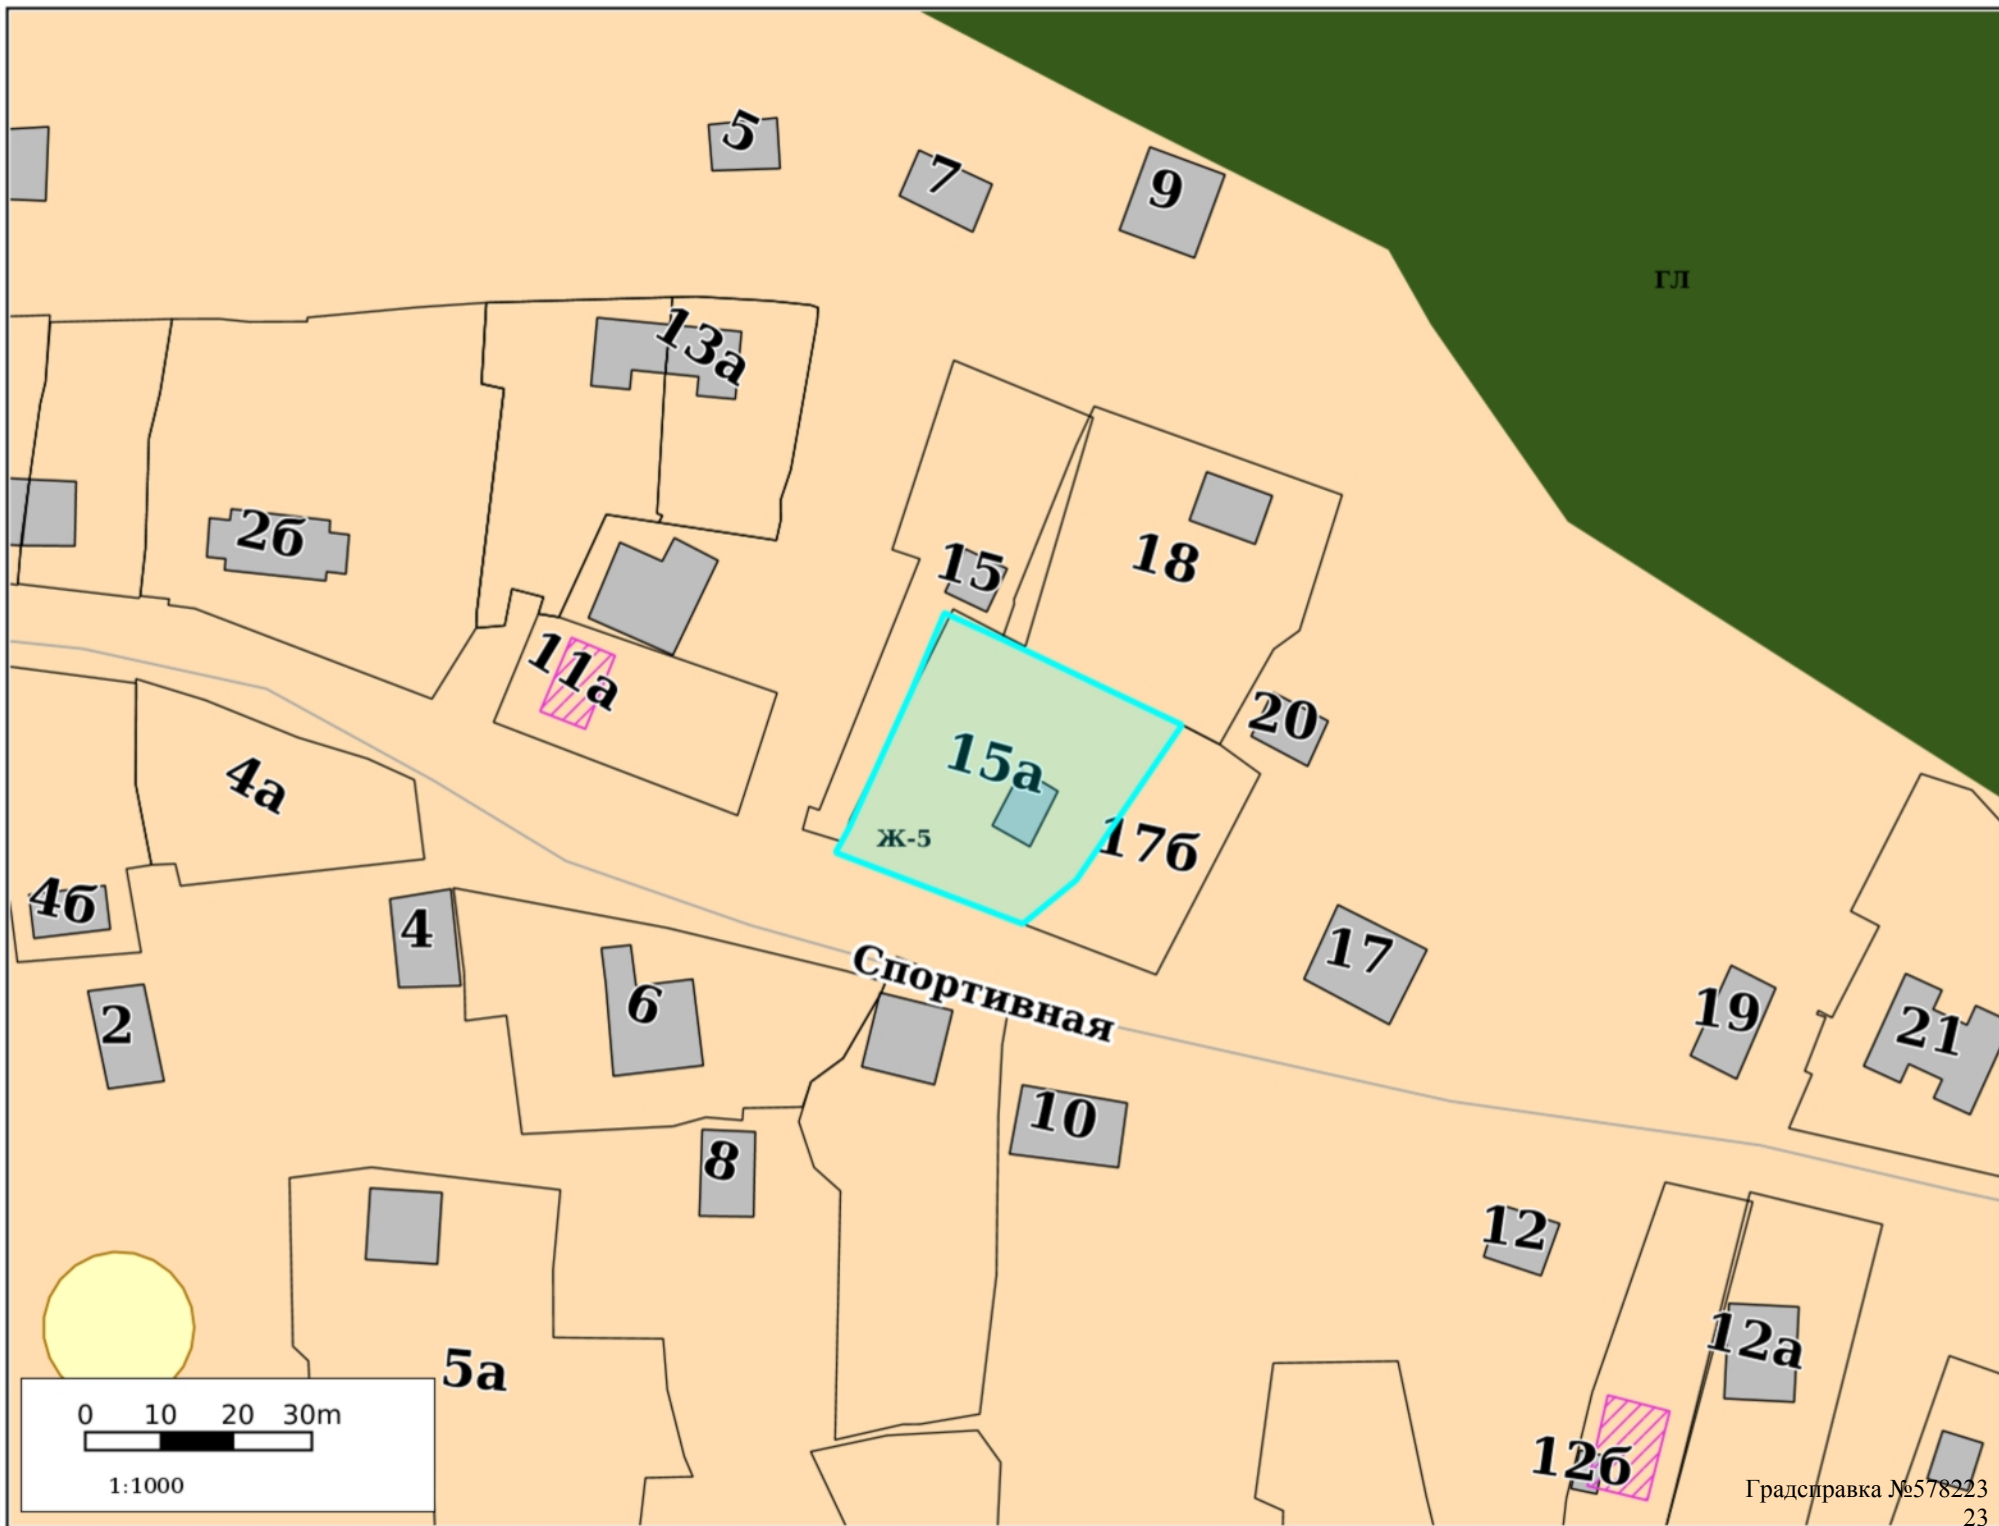 5
7
9
гл
13а
2б
15
18
11а
20
15а
4а
Ж-5
17б
4б
4
17
Спортивная
6
2
19
21
10
8
12
12а
5а
0 10 20 30m
1:1000
12б
Градсправка №578223
23